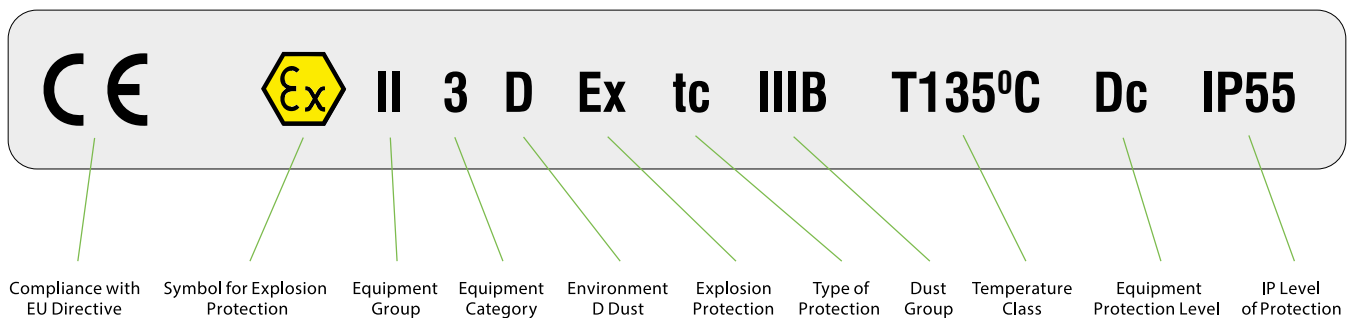 CE Ex II 3 D Ex tc IIIB T135⁰C Dc IP55
Compliance with Symbol for Explosion Equipment Equipment Environment Explosion Type of Dust Temperature Equipment IP Level
EU Directive Protection Group Category D Dust Protection Protection Group Class Protection Level of Protection